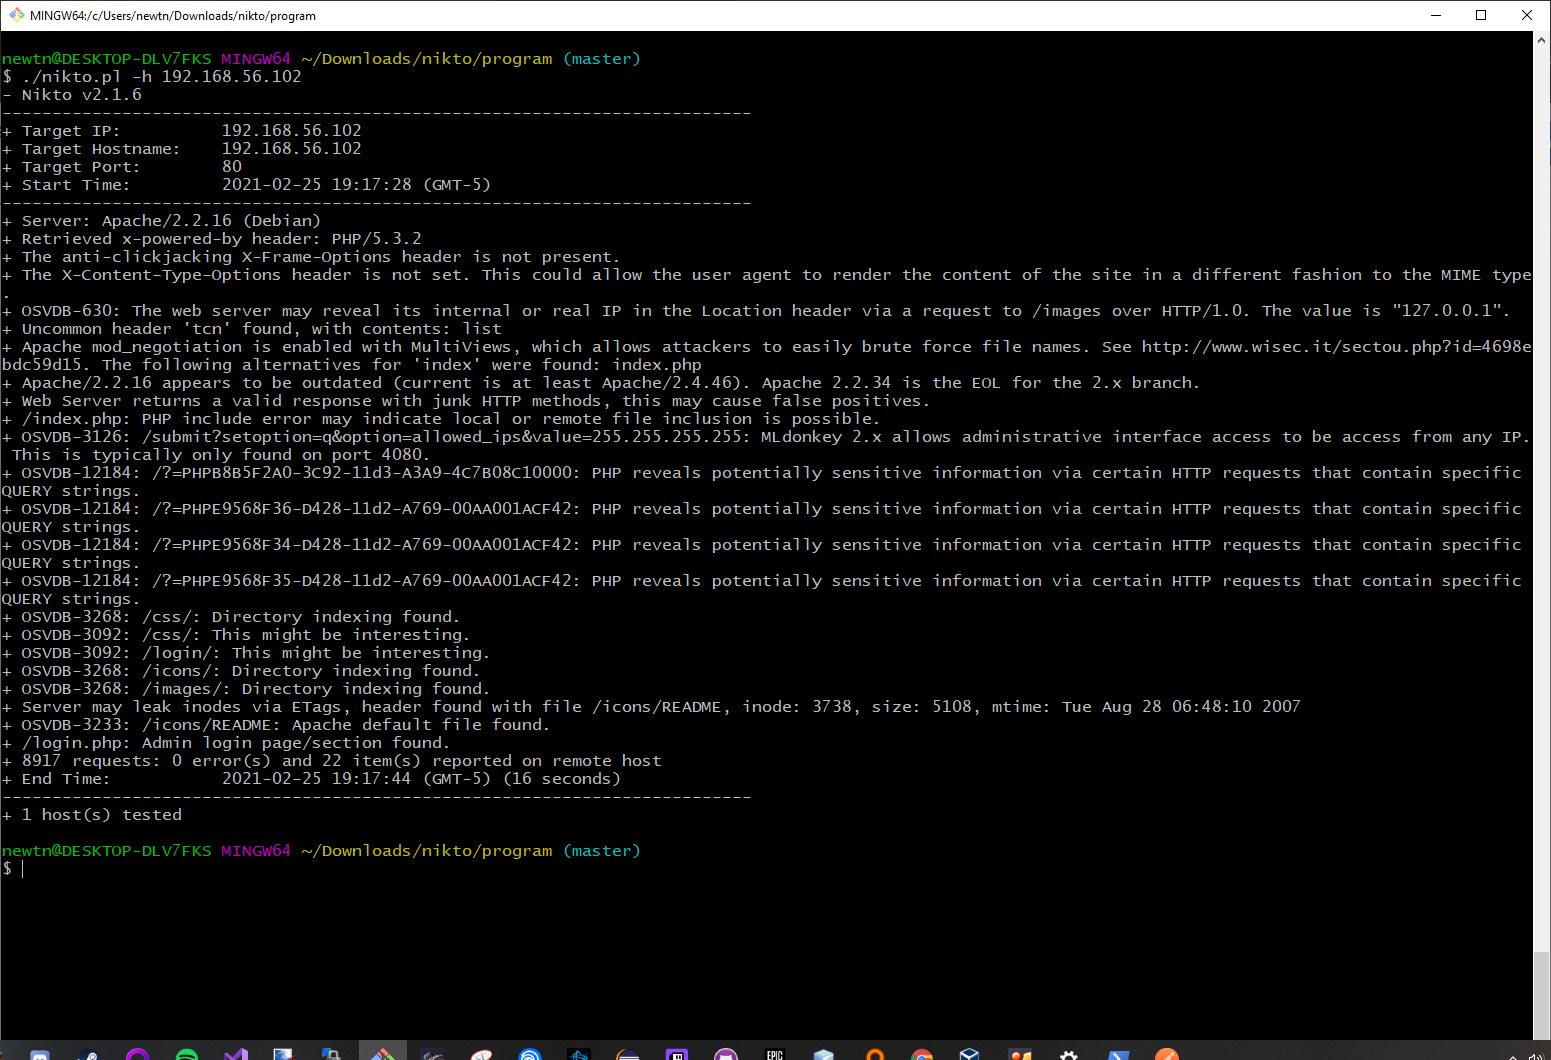 MINGW64:/c/Users/newtn/Downloads/nikto/program
newtn@DESKTOP-DLV7FKS MINGW64 ~/Downloads/nikto/program (master)
$ ./nikto.pl -h 192.168.56.102
- Nikto v2.1.6
---------------------------------------------------------------------------
+ Target IP:          192.168.56.102
+ Target Hostname:    192.168.56.102
+ Target Port:        80
+ Start Time:         2021-02-25 19:17:28 (GMT-5)
---------------------------------------------------------------------------
+ Server: Apache/2.2.16 (Debian)
+ Retrieved x-powered-by header: PHP/5.3.2
+ The anti-clickjacking X-Frame-Options header is not present.
+ The X-Content-Type-Options header is not set. This could allow the user agent to render the content of the site in a different fashion to the MIME type
.
+ OSVDB-630: The web server may reveal its internal or real IP in the Location header via a request to /images over HTTP/1.0. The value is "127.0.0.1".
+ Uncommon header 'tcn' found, with contents: list
+ Apache mod_negotiation is enabled with MultiViews, which allows attackers to easily brute force file names. See http://www.wisec.it/sectou.php?id=4698e
bdc59d15. The following alternatives for 'index' were found: index.php
+ Apache/2.2.16 appears to be outdated (current is at least Apache/2.4.46). Apache 2.2.34 is the EOL for the 2.x branch.
+ Web Server returns a valid response with junk HTTP methods, this may cause false positives.
+ /index.php: PHP include error may indicate local or remote file inclusion is possible.
+ OSVDB-3126: /submit?setoption=q&option=allowed_ips&value=255.255.255.255: MLdonkey 2.x allows administrative interface access to be access from any IP.
 This is typically only found on port 4080.
+ OSVDB-12184: /?=PHPB8B5F2A0-3C92-11d3-A3A9-4C7B08C10000: PHP reveals potentially sensitive information via certain HTTP requests that contain specific
QUERY strings.
+ OSVDB-12184: /?=PHPE9568F36-D428-11d2-A769-00AA001ACF42: PHP reveals potentially sensitive information via certain HTTP requests that contain specific
QUERY strings.
+ OSVDB-12184: /?=PHPE9568F34-D428-11d2-A769-00AA001ACF42: PHP reveals potentially sensitive information via certain HTTP requests that contain specific
QUERY strings.
+ OSVDB-12184: /?=PHPE9568F35-D428-11d2-A769-00AA001ACF42: PHP reveals potentially sensitive information via certain HTTP requests that contain specific
QUERY strings.
+ OSVDB-3268: /css/: Directory indexing found.
+ OSVDB-3092: /css/: This might be interesting.
+ OSVDB-3092: /login/: This might be interesting.
+ OSVDB-3268: /icons/: Directory indexing found.
+ OSVDB-3268: /images/: Directory indexing found.
+ Server may leak inodes via ETags, header found with file /icons/README, inode: 3738, size: 5108, mtime: Tue Aug 28 06:48:10 2007
+ OSVDB-3233: /icons/README: Apache default file found.
+ /login.php: Admin login page/section found.
+ 8917 requests: 0 error(s) and 22 item(s) reported on remote host
+ End Time:           2021-02-25 19:17:44 (GMT-5) (16 seconds)
---------------------------------------------------------------------------
+ 1 host(s) tested
newtn@DESKTOP-DLV7FKS MINGW64 ~/Downloads/nikto/program (master)
$
EPIC